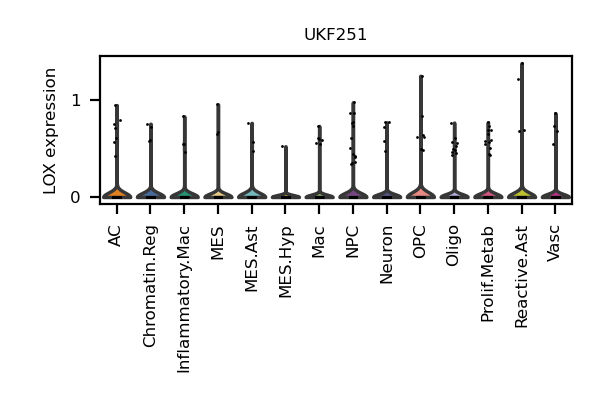 UKF251
LOX expression
1
0
AC
Chromatin.Reg
Inflammatory.Mac
MES
MES.Ast
MES.Hyp
Mac
NPC
Neuron
OPC
Oligo
Prolif.Metab
Reactive.Ast
Vasc